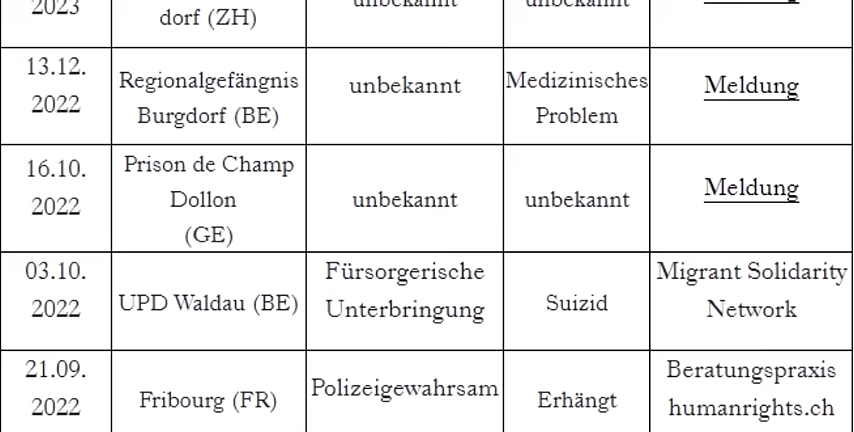 2023
dorf (ZH)
unbekannt
unbekannt
Meldung
13.12.
2022
Regionalgefängnis
Burgdorf (BE)
unbekannt
Medizinisches
Problem
Meldung
16.10.
2022
Prison de Champ
Dollon
(GE)
unbekannt
unbekannt
Meldung
03.10.
2022
UPD Waldau (BE)
Fürsorgerische
Unterbringung
Suizid
Migrant Solidarity
Network
21.09.
2022
Fribourg (FR)
Polizeigewahrsam
Erhängt
Beratungspraxis
humanrights.ch